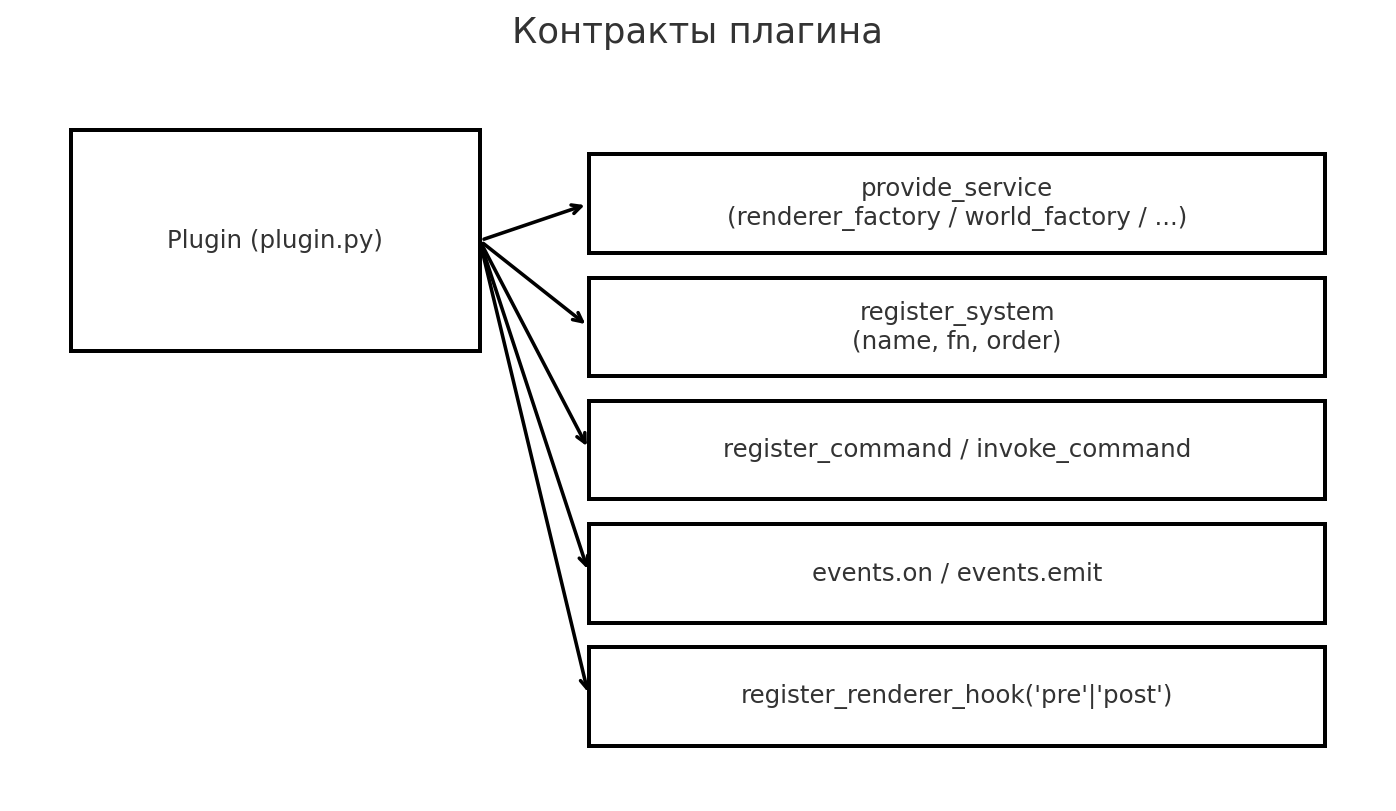 Контракты плагина
Plugin (plugin.py)
provide_service
(renderer_factory / world_factory / ...)
register_system
(name, fn, order)
register_command / invoke_command
events.on / events.emit
register_renderer_hook('pre'|'post')